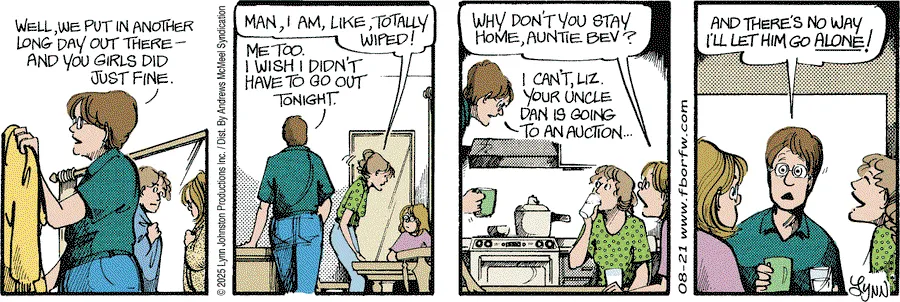 WELL, WE PUT IN ANOTHER
LONG DAY OUT THERE—
AND YOU GIRLS DID
JUST FINE.
© 2025 Lynn Johnston Productions Inc. / Dist. By Andrews McMeel Syndication
MAN, I AM, LIKE, TOTALLY
WIPED!
ME TOO.
I WISH I DIDN'T
HAVE TO GO OUT
TONIGHT.
WHY DON'T YOU STAY
HOME, AUNTIE BEV?
I CAN'T, LIZ.
YOUR UNCLE
DAN IS GOING
TO AN AUCTION...
08-21 www.fborfw.com
AND THERE'S NO WAY
I'LL LET HIM GO ALONE!
LYNN